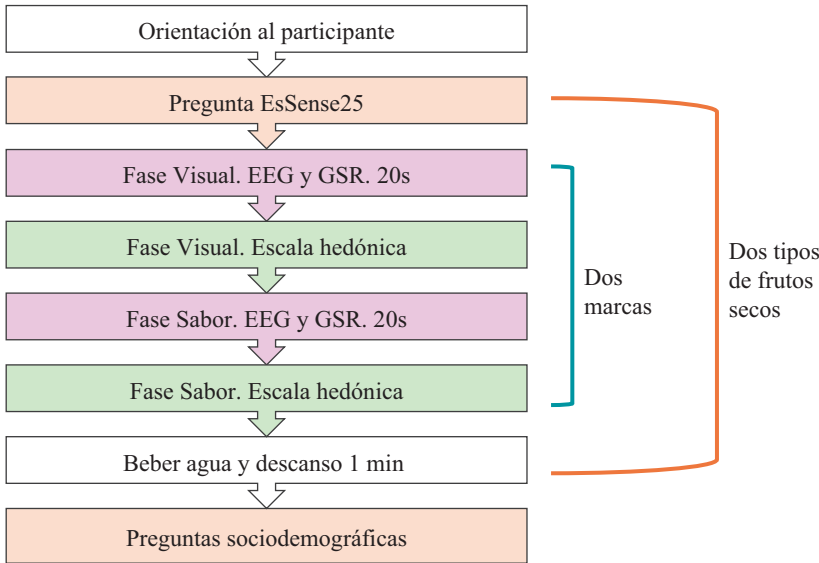 Orientación al participante
Pregunta EsSense25
Fase Visual. EEG y GSR. 20s
Fase Visual. Escala hedónica
Fase Sabor. EEG y GSR. 20s
Fase Sabor. Escala hedónica
Beber agua y descanso 1 min
Preguntas sociodemográficas
Dos
marcas
Dos tipos
de frutos
secos